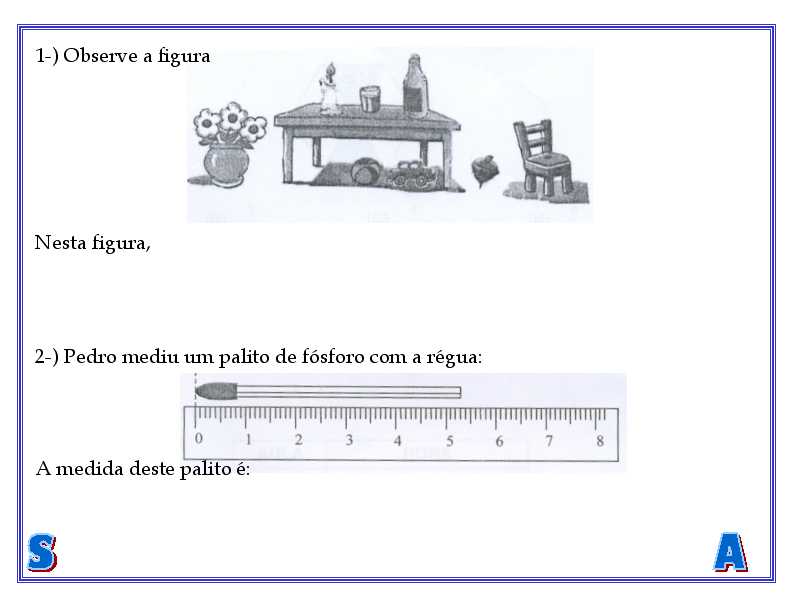 1-) Observe a figura
Nesta figura,
2-) Pedro mediu um palito de fósforo com a régua:
0 1 2 3 4 5 6 7 8
A medida deste palito é:
S A